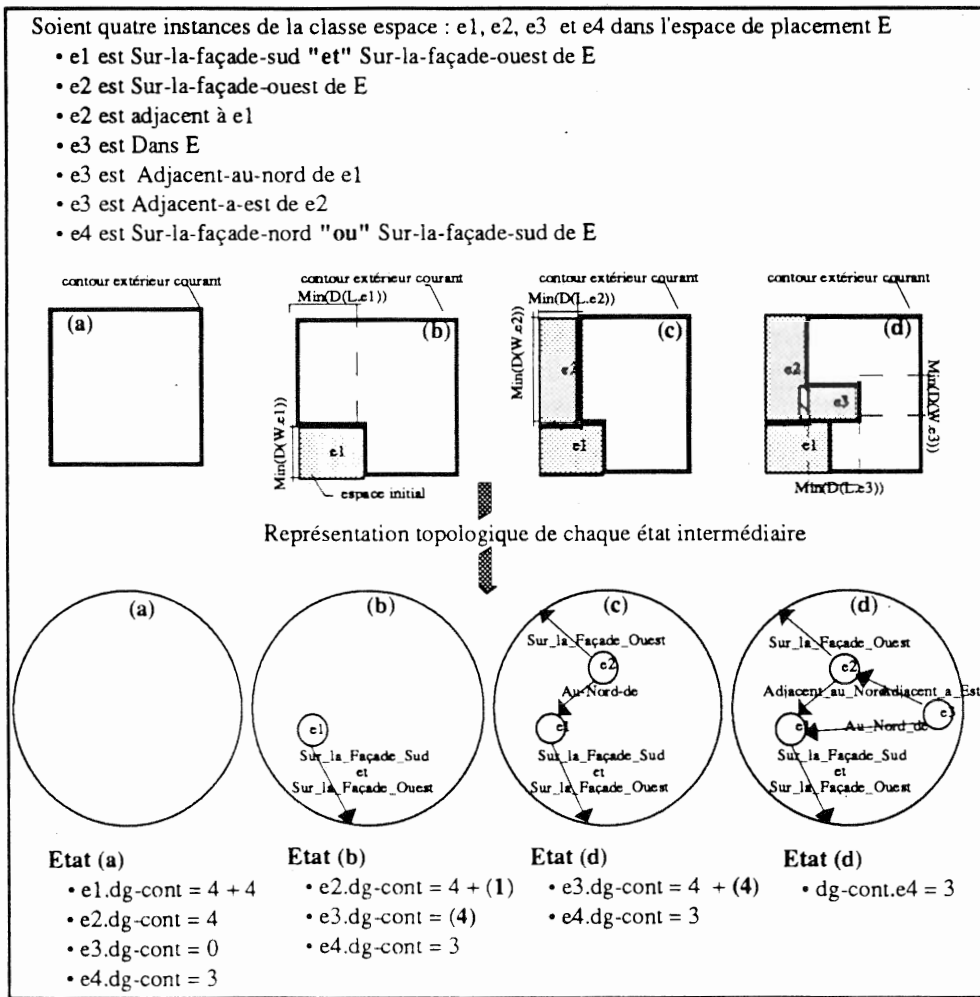 Soient quatre instances de la classe espace : e1, e2, e3 et e4 dans l'espace de placement E
• e1 est Sur-la-façade-sud "et" Sur-la-façade-ouest de E
• e2 est Sur-la-façade-ouest de E
• e2 est adjacent à e1
• e3 est Dans E
• e3 est Adjacent-au-nord de e1
• e3 est Adjacent-a-est de e2
• e4 est Sur-la-façade-nord "ou" Sur-la-façade-sud de E
contour extérieur courant
(a)
contour extérieur courant
Min(D(L.e1))
(b)
Min(D(W.e1))
e1
espace initial
contour extérieur courant
Min(D(L.e2))
(c)
Min(D(W.e2))
e2
e1
contour extérieur courant
(d)
e2
e3
e1
Min(D(W.e3))
Min(D(L.e3))
Représentation topologique de chaque état intermédiaire
(a)
(b)
e1
Sur_la_Façade_Sud
et
Sur_la_Façade_Ouest
(c)
Sur_la_Façade_Ouest
e2
Au-Nord-de
e1
Sur_la_Façade_Sud
et
Sur_la_Façade_Ouest
(d)
Sur_la_Façade_Ouest
e2
Adjacent_au_Nord
Adjacent_a_Est
e3
e1
Au_Nord_de
Sur_la_Façade_Sud
et
Sur_la_Façade_Ouest
Etat (a)
• e1.dg-cont = 4 + 4
• e2.dg-cont = 4
• e3.dg-cont = 0
• e4.dg-cont = 3
Etat (b)
• e2.dg-cont = 4 + (1)
• e3.dg-cont = (4)
• e4.dg-cont = 3
Etat (d)
• e3.dg-cont = 4 + (4)
• e4.dg-cont = 3
Etat (d)
• dg-cont.e4 = 3